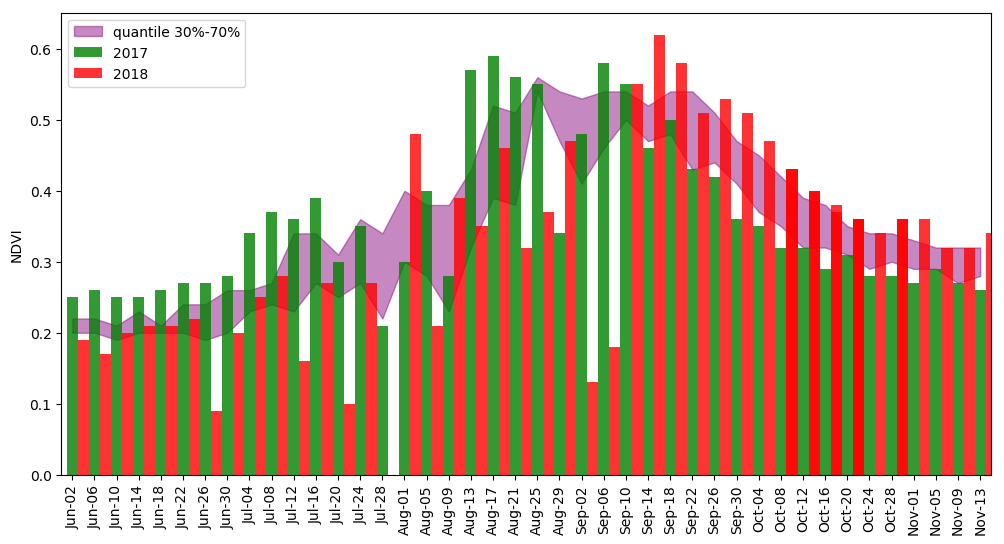 quantile 30%-70%
2017
2018
NDVI
0.6
0.5
0.4
0.3
0.2
0.1
0.0
Jun-02
Jun-06
Jun-10
Jun-14
Jun-18
Jun-22
Jun-26
Jun-30
Jul-04
Jul-08
Jul-12
Jul-16
Jul-20
Jul-24
Jul-28
Aug-01
Aug-05
Aug-09
Aug-13
Aug-17
Aug-21
Aug-25
Aug-29
Sep-02
Sep-06
Sep-10
Sep-14
Sep-18
Sep-22
Sep-26
Sep-30
Oct-04
Oct-08
Oct-12
Oct-16
Oct-20
Oct-24
Oct-28
Nov-01
Nov-05
Nov-09
Nov-13